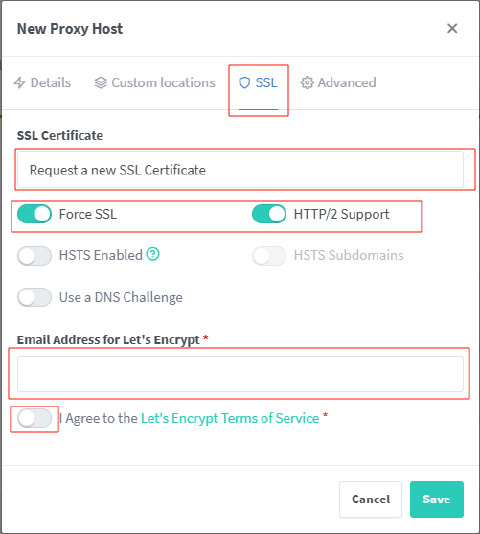 New Proxy Host
Details Custom locations SSL Advanced
SSL Certificate
Request a new SSL Certificate
Force SSL HTTP/2 Support
HSTS Enabled HSTS Subdomains
Use a DNS Challenge
Email Address for Let's Encrypt *
I Agree to the Let's Encrypt Terms of Service *
Cancel Save